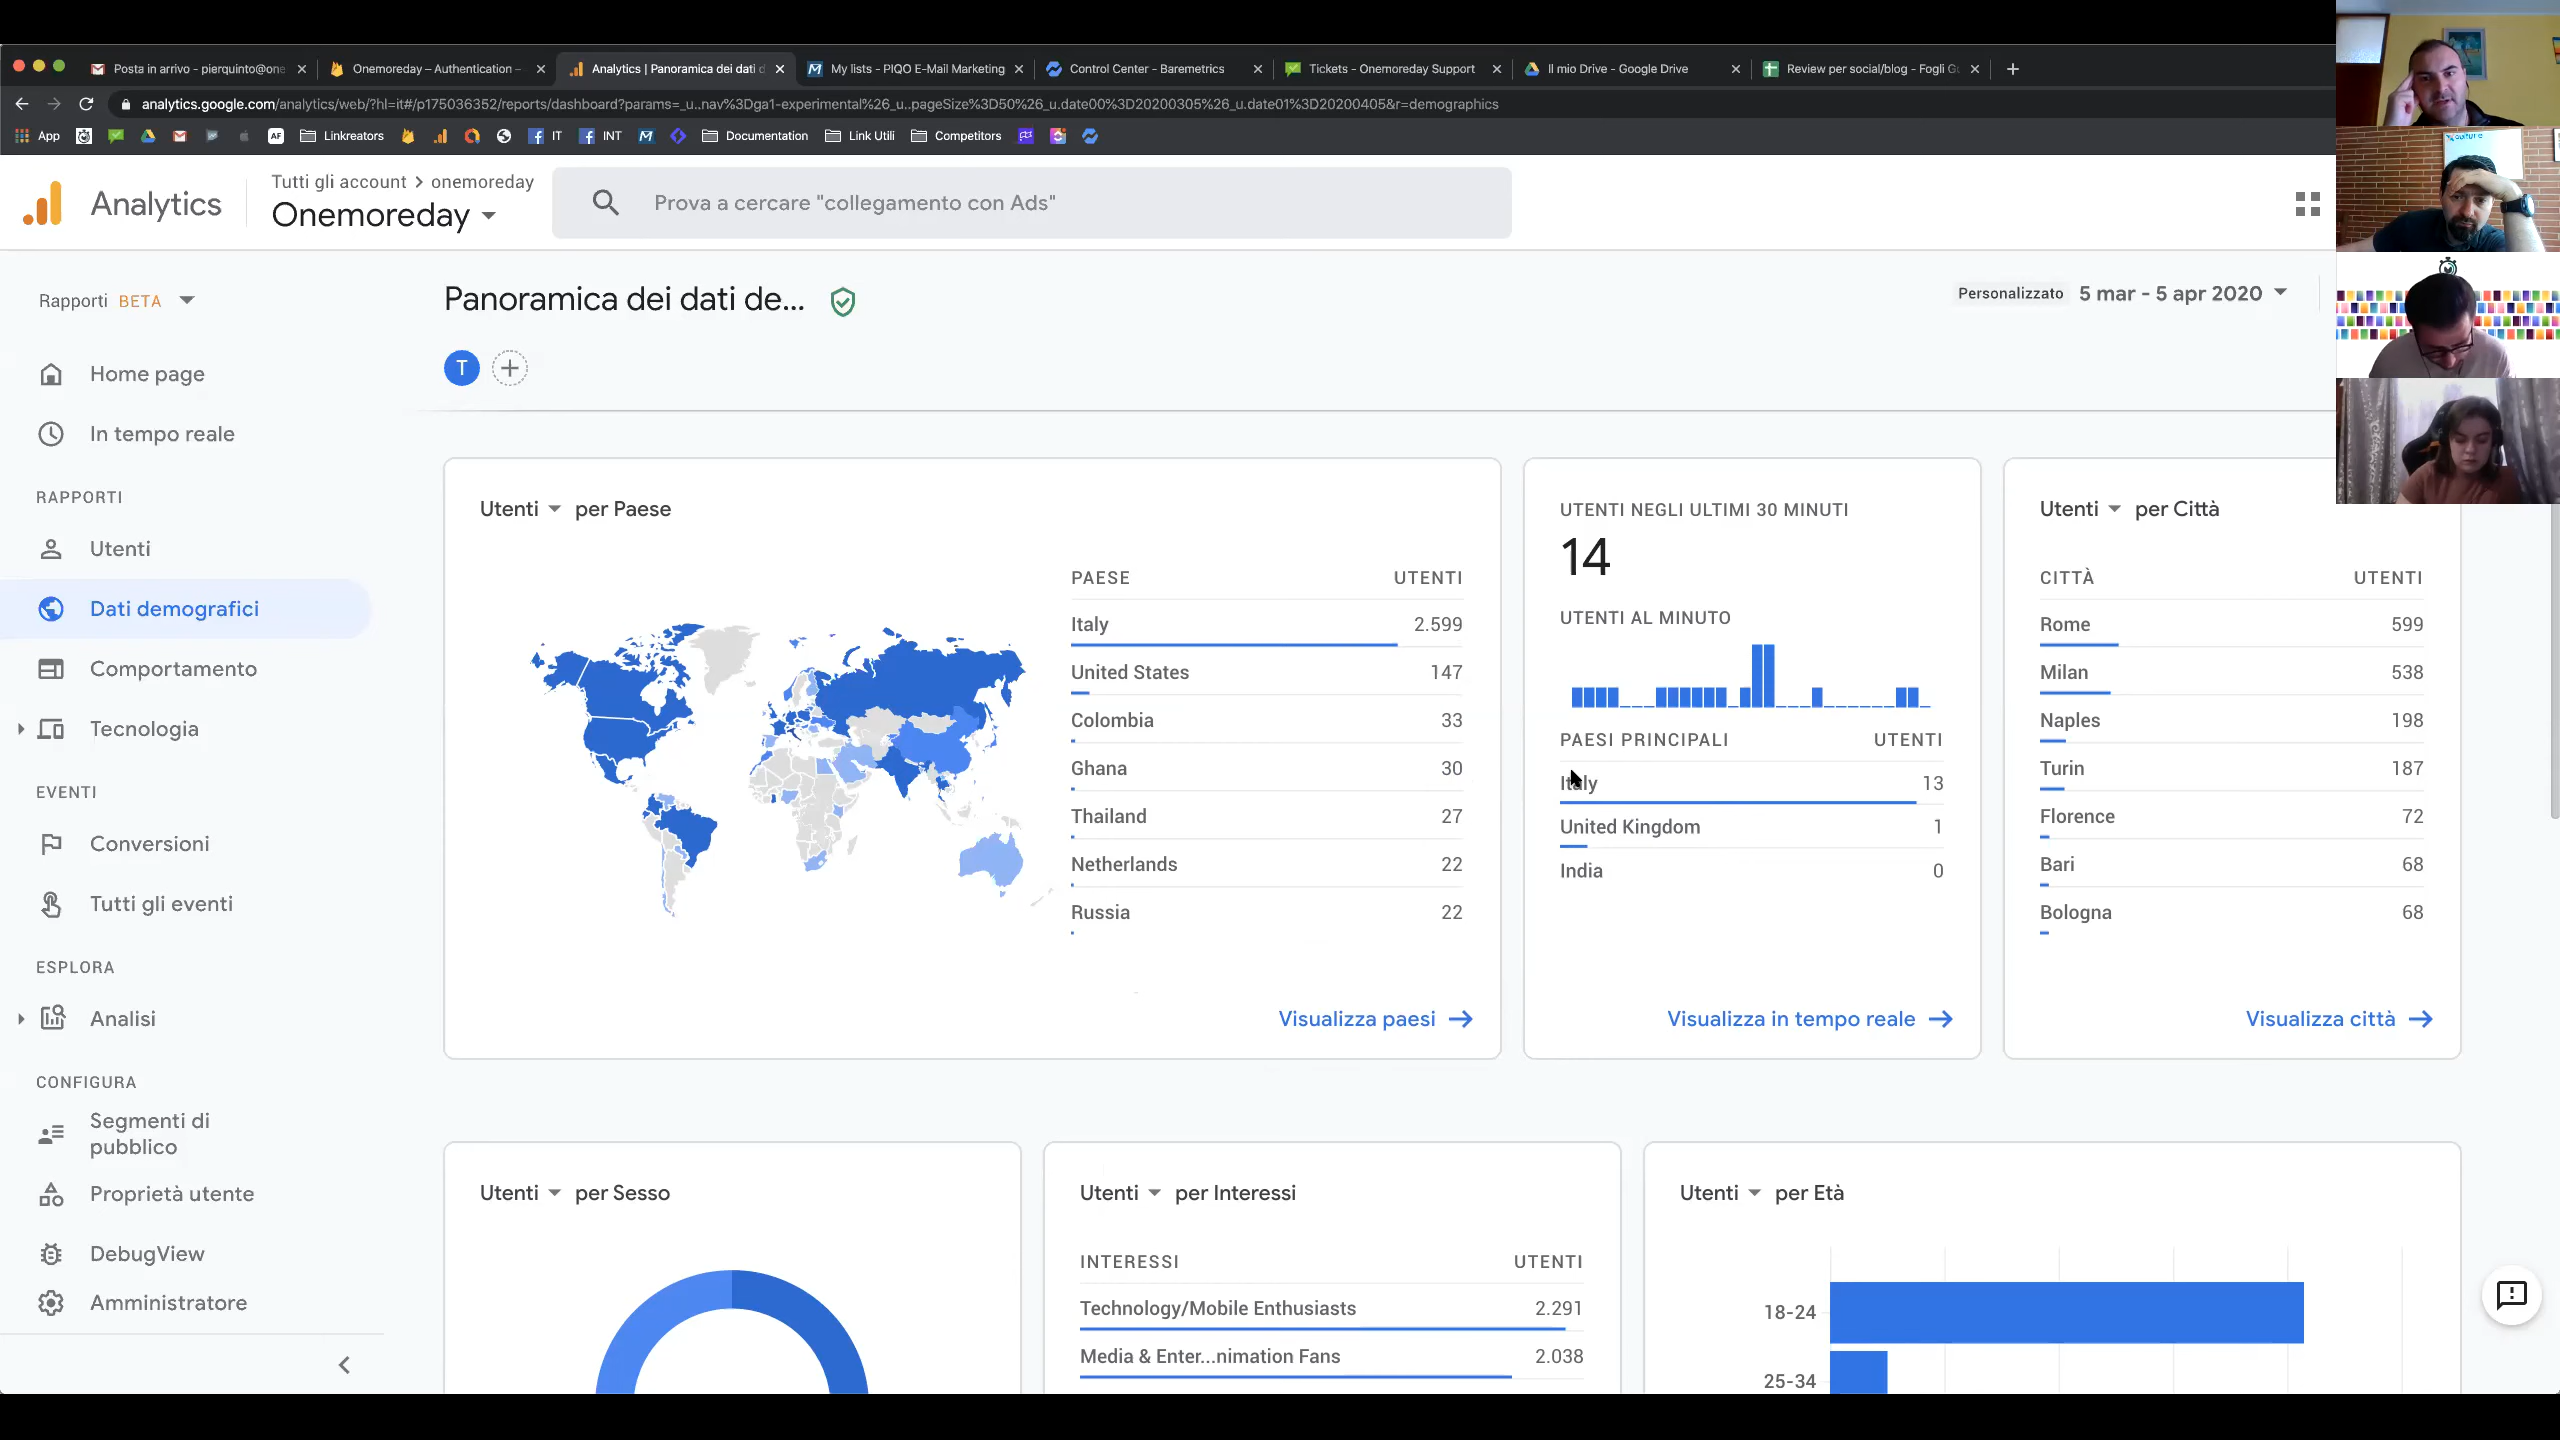 Posta in arrivo - pierquinto@one
Onemoreday – Authentication –
Analytics | Panoramica dei dati d
My lists - PIQO E-Mail Marketing
Control Center - Baremetrics
Tickets - Onemoreday Support
Il mio Drive - Google Drive
Review per social/blog - Fogli G
analytics.google.com/analytics/web/?hl=it#/p175036352/reports/dashboard?params=_u..nav%3Dga1-experimental%26_u..pageSize%3D50%26_u.date00%3D20200305%26_u.date01%3D20200405&r=demographics
App
AF
Linkreators
IT
INT
Documentation
Link Utili
Competitors
Analytics
Tutti gli account > onemoreday
Onemoreday
Prova a cercare "collegamento con Ads"
Rapporti BETA
Home page
In tempo reale
RAPPORTI
Utenti
Dati demografici
Comportamento
Tecnologia
EVENTI
Conversioni
Tutti gli eventi
ESPLORA
Analisi
CONFIGURA
Segmenti di
pubblico
Proprietà utente
DebugView
Amministratore
Panoramica dei dati de...
Personalizzato 5 mar - 5 apr 2020
T
Utenti per Paese
PAESE UTENTI
Italy 2.599
United States 147
Colombia 33
Ghana 30
Thailand 27
Netherlands 22
Russia 22
Visualizza paesi
UTENTI NEGLI ULTIMI 30 MINUTI
14
UTENTI AL MINUTO
PAESI PRINCIPALI UTENTI
Italy 13
United Kingdom 1
India 0
Visualizza in tempo reale
Utenti per Città
CITTÀ UTENTI
Rome 599
Milan 538
Naples 198
Turin 187
Florence 72
Bari 68
Bologna 68
Visualizza città
Utenti per Sesso
Utenti per Interessi
INTERESSI UTENTI
Technology/Mobile Enthusiasts 2.291
Media & Enter...nimation Fans 2.038
Utenti per Età
18-24
25-34